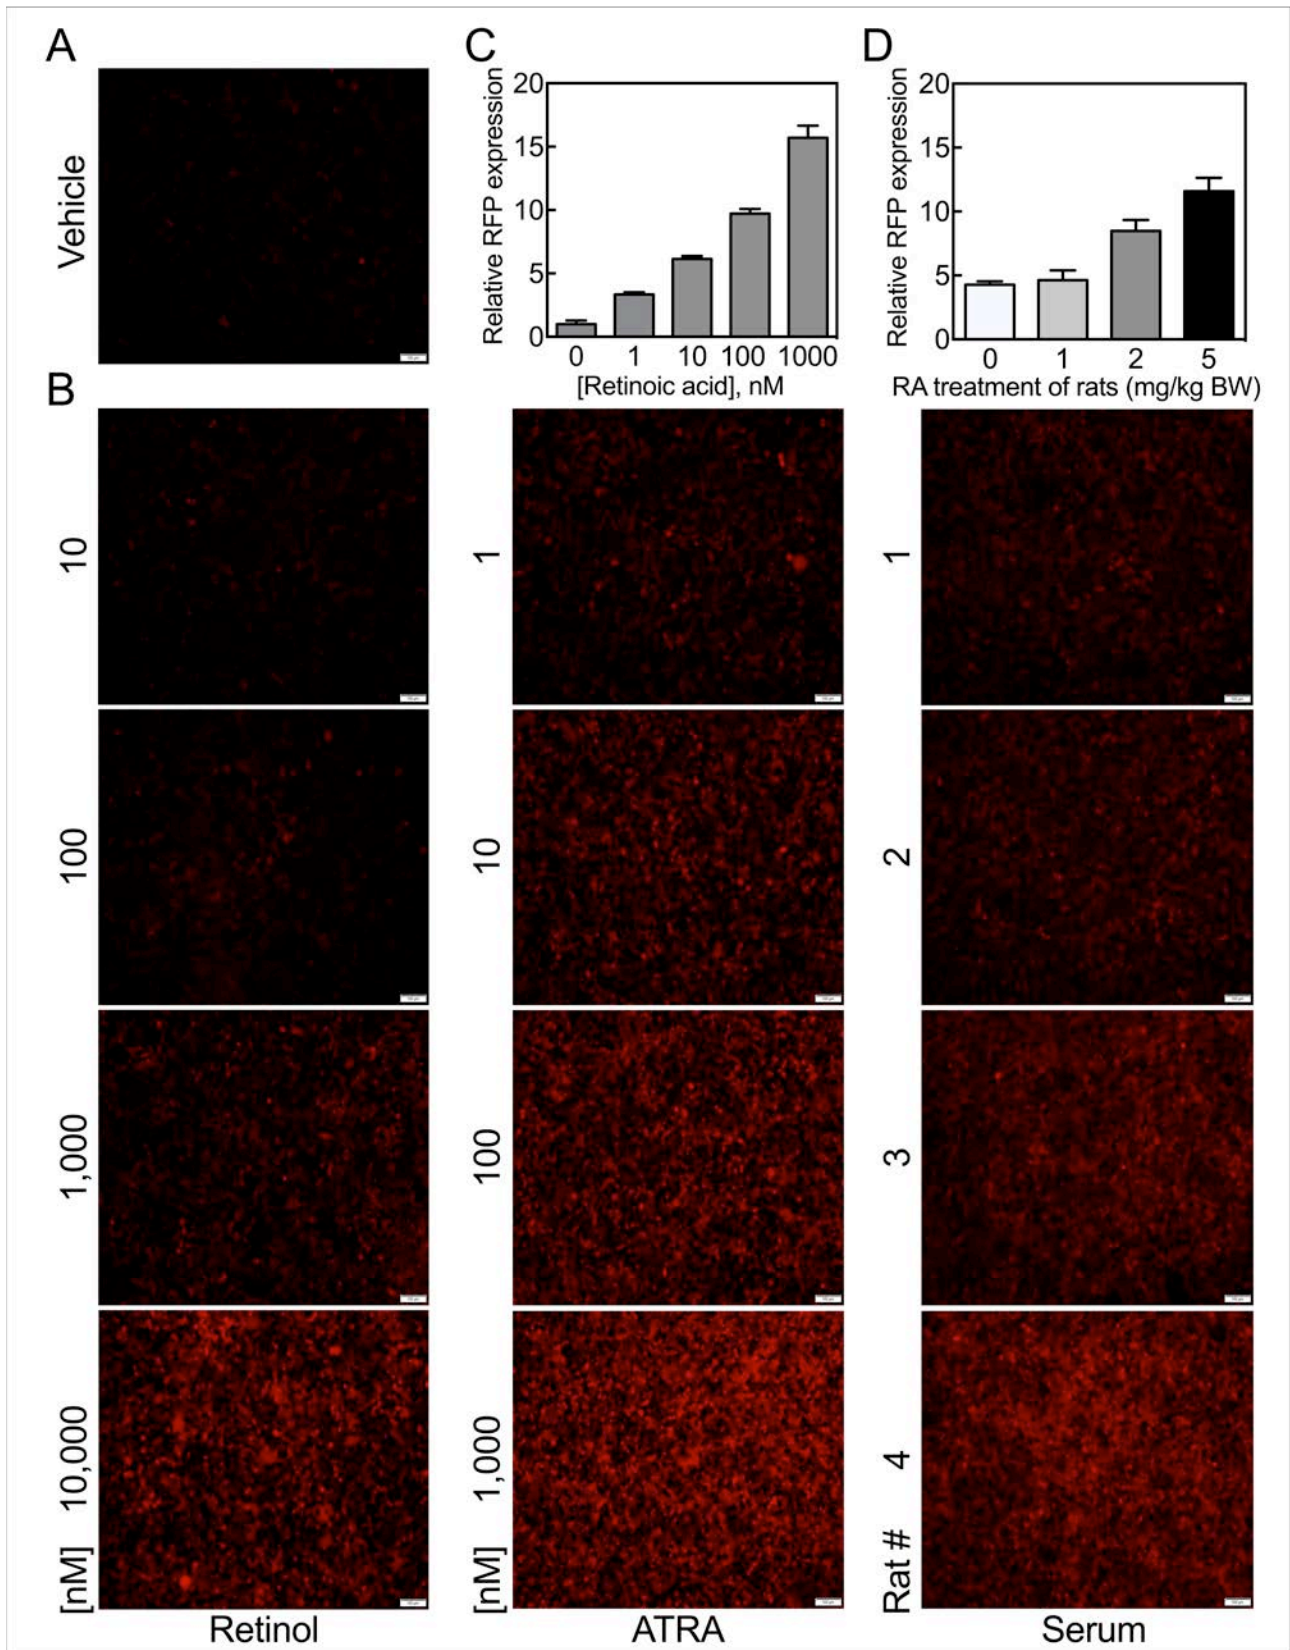 A
Vehicle
C
Relative RFP expression
20
15
10
5
0
0 1 10 100 1000
[Retinoic acid], nM
D
Relative RFP expression
20
15
10
5
0
0 1 2 5
RA treatment of rats (mg/kg BW)
B
10
100
1,000
10,000
[nM]
Retinol
1
10
100
1,000
[nM]
ATRA
1
2
3
4
Rat #
Serum